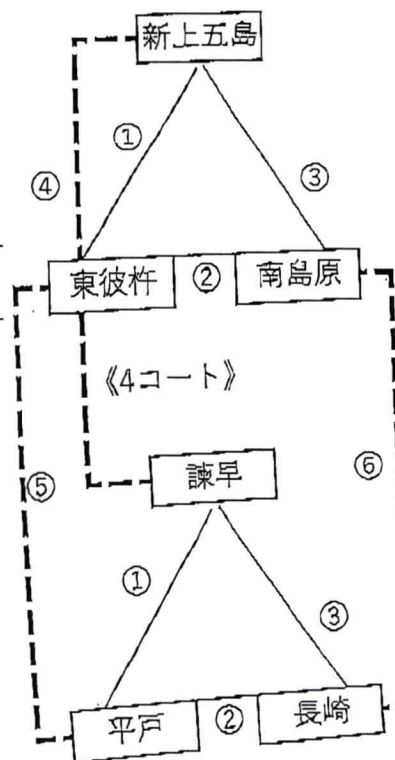 新上五島
①
④
③
東彼杵
②
南島原
《4コート》
諫早
⑤
⑥
①
③
平戸
②
長崎